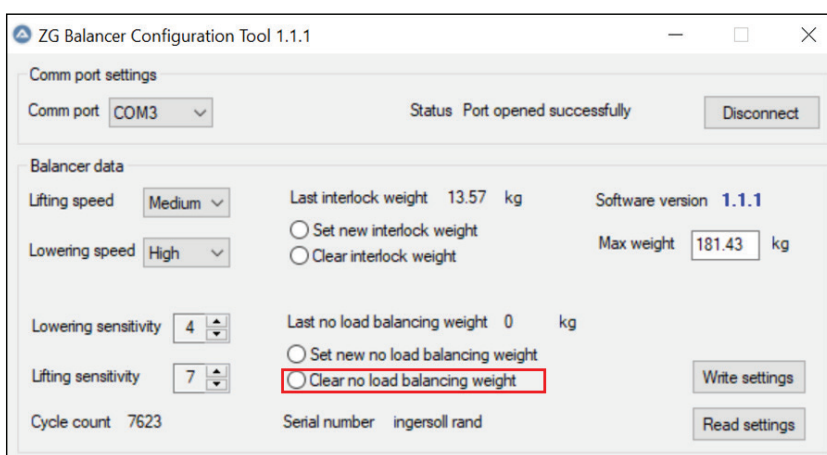 ZG Balancer Configuration Tool 1.1.1
Comm port settings
Comm port COM3 Status Port opened successfully Disconnect
Balancer data
Lifting speed Medium Last interlock weight 13.57 kg Software version 1.1.1
Set new interlock weight
Lowering speed High Clear interlock weight Max weight 181.43 kg
Lowering sensitivity 4 Last no load balancing weight 0 kg
Set new no load balancing weight
Lifting sensitivity 7 Clear no load balancing weight Write settings
Cycle count 7623 Serial number ingersoll rand Read settings